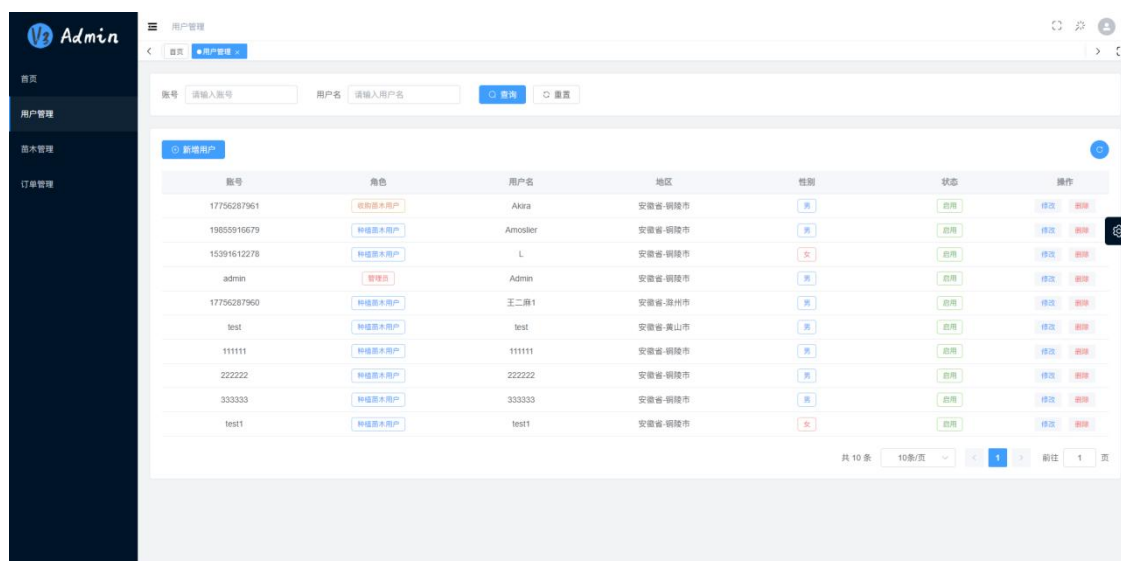 V3 Admin
用户管理
首页 ●用户管理 ×
首页
用户管理
苗木管理
订单管理
账号 请输入账号 用户名 请输入用户名 查询 重置
新增用户
账号 角色 用户名 地区 性别 状态 操作
17756287961 收购苗木用户 Akira 安徽省-铜陵市 男 启用 修改 删除
19855916679 种植苗木用户 Amoslier 安徽省-铜陵市 男 启用 修改 删除
15391612278 种植苗木用户 L 安徽省-铜陵市 女 启用 修改 删除
admin 管理员 Admin 安徽省-铜陵市 男 启用 修改 删除
17756287960 种植苗木用户 王二麻1 安徽省-滁州市 男 启用 修改 删除
test 种植苗木用户 test 安徽省-黄山市 男 启用 修改 删除
111111 种植苗木用户 111111 安徽省-铜陵市 男 启用 修改 删除
222222 种植苗木用户 222222 安徽省-铜陵市 男 启用 修改 删除
333333 种植苗木用户 333333 安徽省-铜陵市 男 启用 修改 删除
test1 种植苗木用户 test1 安徽省-铜陵市 女 启用 修改 删除
共 10 条 10条/页 1 前往 1 页